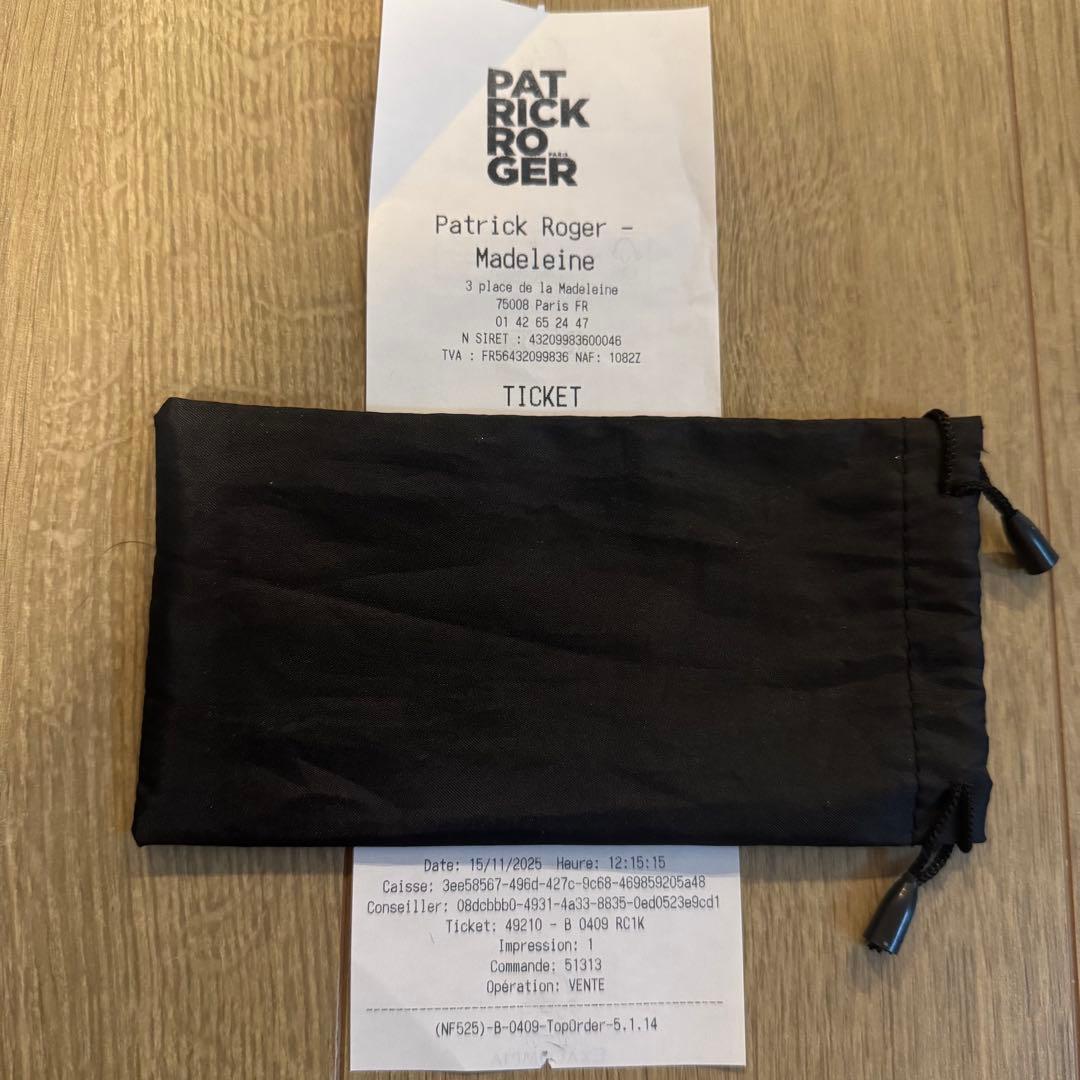 PAT
RICK
RO PARIS
GER
Patrick Roger -
Madeleine
3 place de la Madeleine
75008 Paris FR
01 42 65 24 47
N SIRET : 43209983600046
TVA : FR56432099836 NAF: 1082Z
TICKET
Date: 15/11/2025 Heure: 12:15:15
Caisse: 3ee58567-496d-427c-9c68-469859205a48
Conseiller: 08dcbbb0-4931-4a33-8835-0ed0523e9cd1
Ticket: 49210 - B 0409 RC1K
Impression: 1
Commande: 51313
Opération: VENTE
(NF525)-B-0409-TopOrder-5.1.14